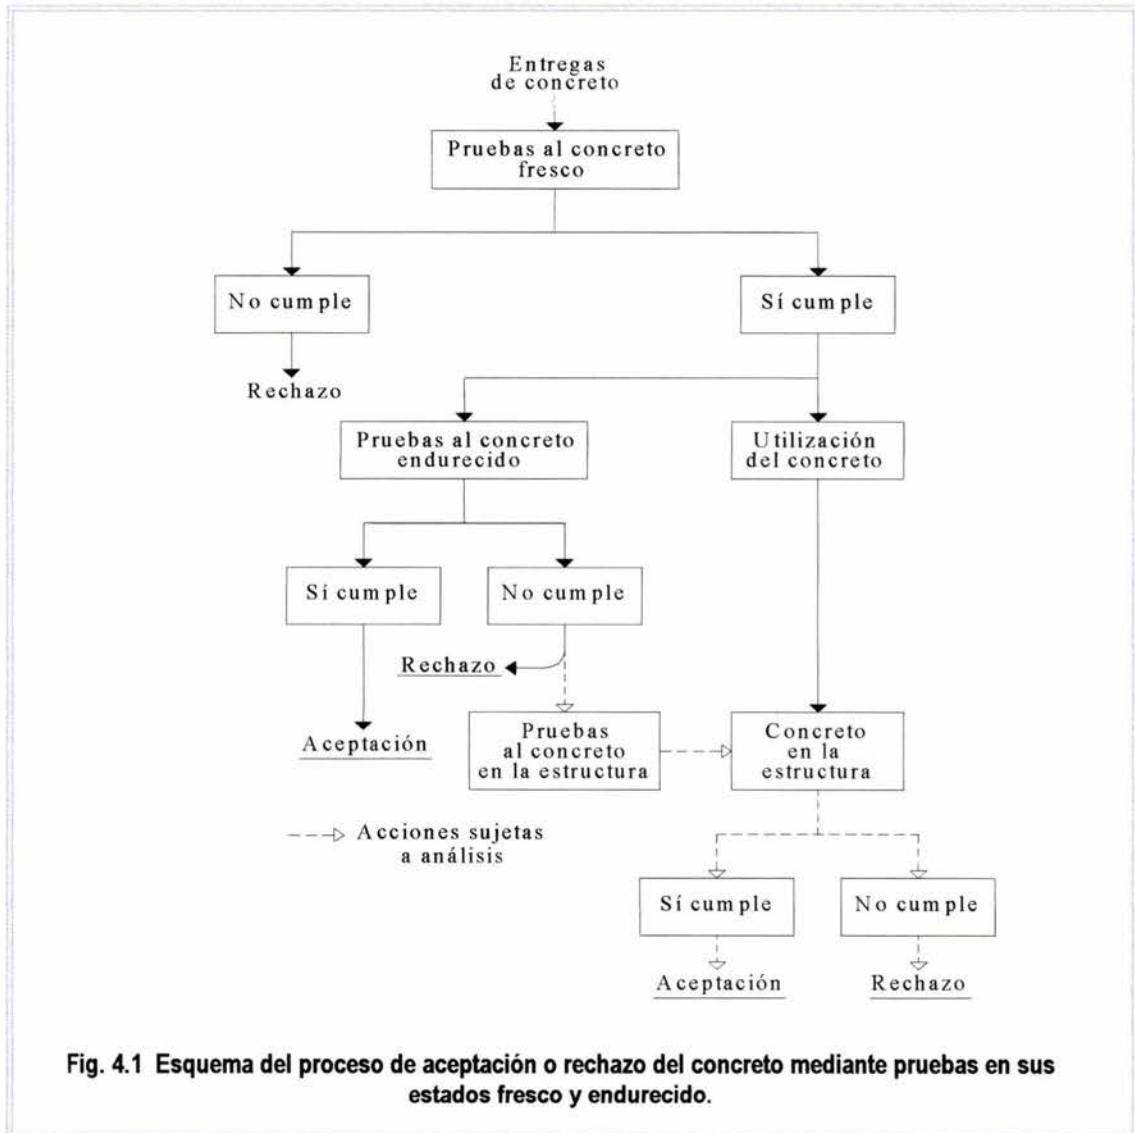 Entregas
de concreto
Pruebas al concreto
fresco
No cumple
Sí cumple
Rechazo
Pruebas al concreto
endurecido
Utilización
del concreto
Sí cumple
No cumple
Rechazo
Aceptación
Pruebas
al concreto
en la estructura
Concreto
en la
estructura
Acciones sujetas
a análisis
Sí cumple
No cumple
Aceptación
Rechazo
Fig. 4.1 Esquema del proceso de aceptación o rechazo del concreto mediante pruebas en sus
estados fresco y endurecido.